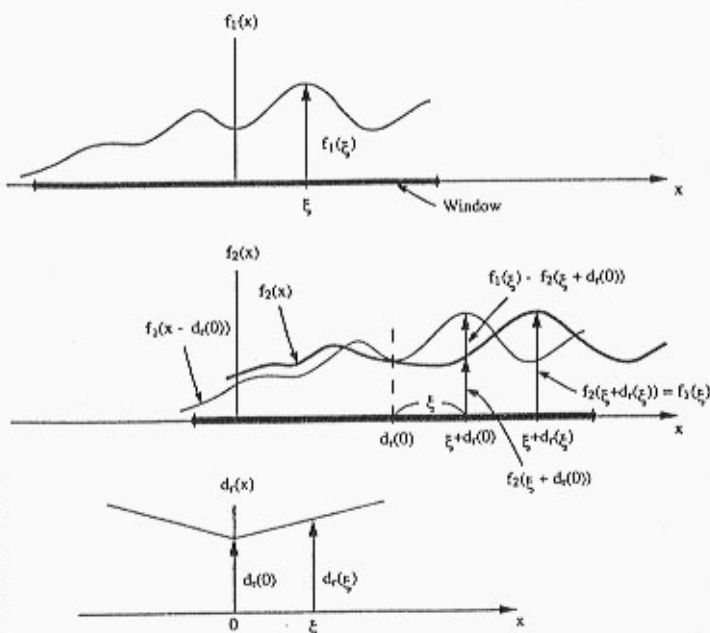 f₁(x)
f₁(ξ)
ξ
Window
x
f₂(x)
f₁(ξ) - f₂(ξ + dᵣ(0))
f₂(x)
f₁(x - dᵣ(0))
f₂(ξ+dᵣ(ξ)) = f₁(ξ)
ξ
x
dᵣ(0)
ξ+dᵣ(0)
ξ+dᵣ(ξ)
f₂(ξ + dᵣ(0))
dᵣ(x)
dᵣ(0)
dᵣ(ξ)
0
ξ
x